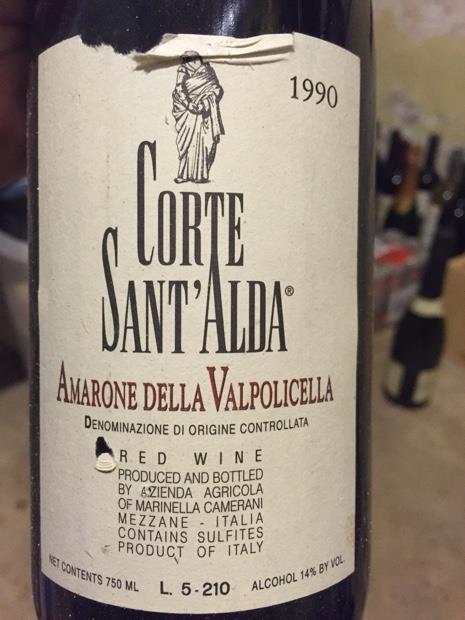 1990
CORTE
SANT'ALDA®
AMARONE DELLA VALPOLICELLA
DENOMINAZIONE DI ORIGINE CONTROLLATA
RED WINE
PRODUCED AND BOTTLED
BY AZIENDA AGRICOLA
OF MARINELLA CAMERANI
MEZZANE - ITALIA
CONTAINS SULFITES
PRODUCT OF ITALY
NET CONTENTS 750 ML L. 5-210 ALCOHOL 14% BY VOL.